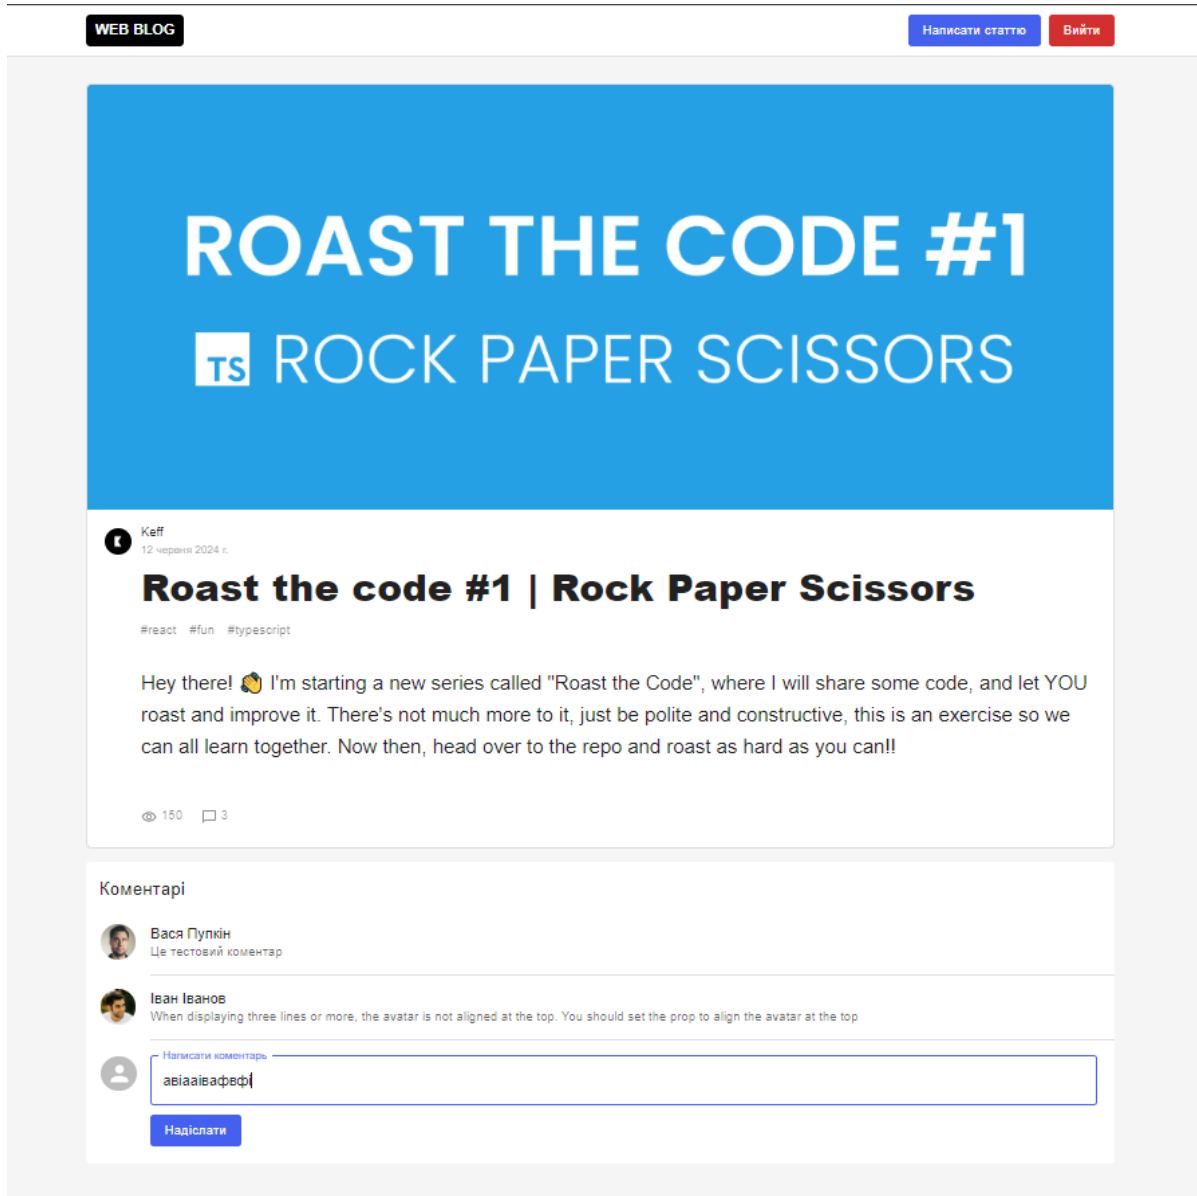 WEB BLOG
Написати статтю
Вийти
ROAST THE CODE #1
TS ROCK PAPER SCISSORS
Keff
12 червня 2024 г.
Roast the code #1 | Rock Paper Scissors
#react #fun #typescript
Hey there! 👏 I'm starting a new series called "Roast the Code", where I will share some code, and let YOU
roast and improve it. There's not much more to it, just be polite and constructive, this is an exercise so we
can all learn together. Now then, head over to the repo and roast as hard as you can!!
150 3
Коментарі
Вася Пупкін
Це тестовий коментар
Іван Іванов
When displaying three lines or more, the avatar is not aligned at the top. You should set the prop to align the avatar at the top
Написати коментарь
авіааівафвфі
Надіслати